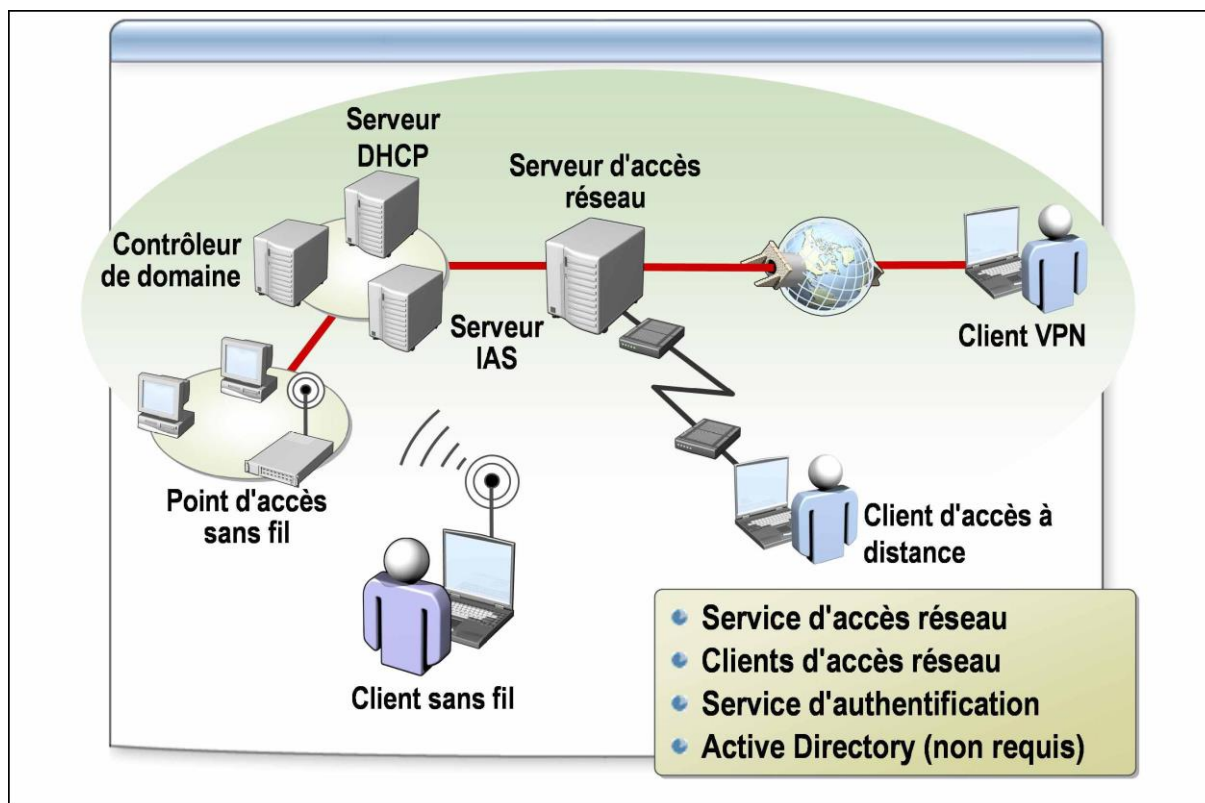 Serveur
DHCP
Serveur d'accès
réseau
Contrôleur
de domaine
Serveur
IAS
Client VPN
Point d'accès
sans fil
Client d'accès à
distance
Client sans fil
Service d'accès réseau
Clients d'accès réseau
Service d'authentification
Active Directory (non requis)